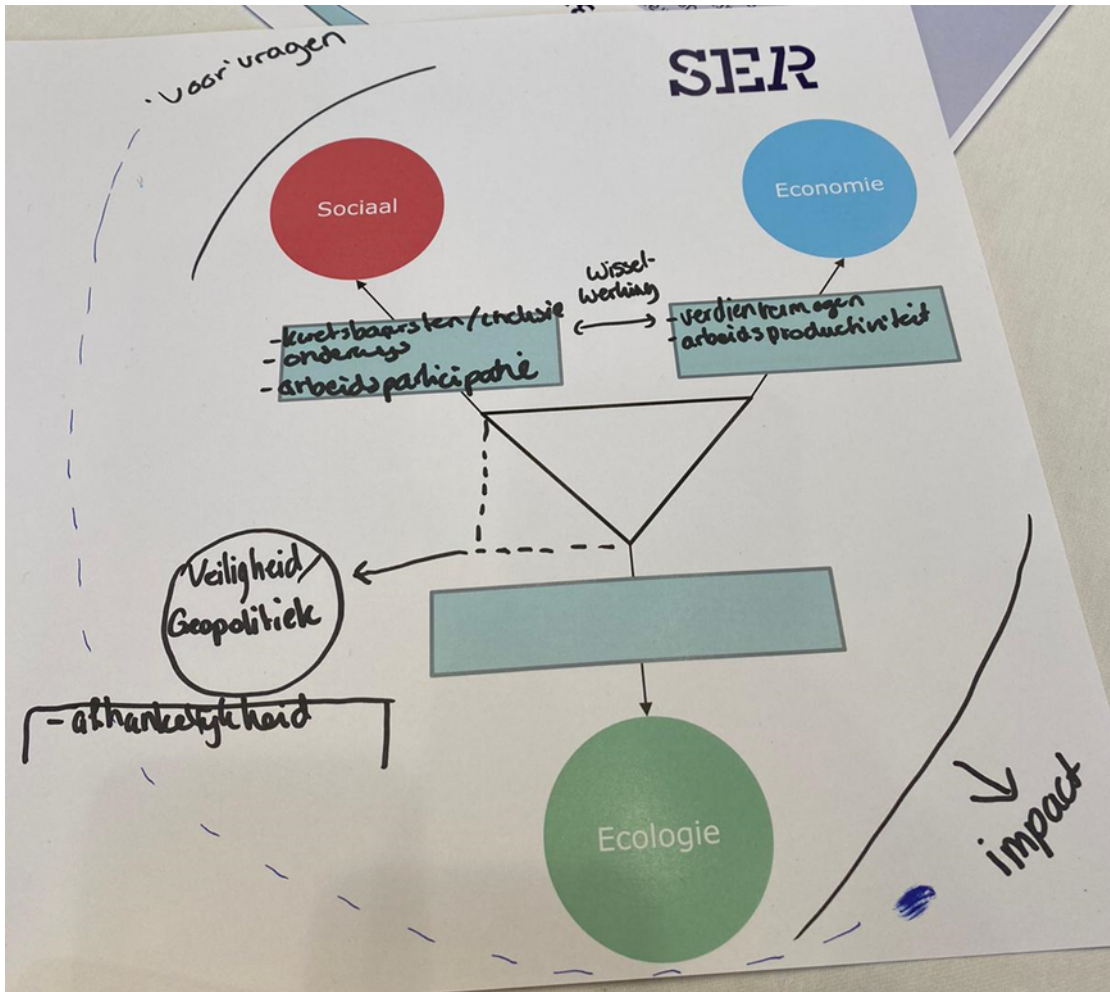 'voor'vragen
SER
Sociaal
Economie
Wissel-
werking
- kwetsbaarsten/inclusie
- onderwijs
- arbeidsparticipatie
- verdienvermogen
- arbeidsproductiviteit
Veiligheid/
Geopolitiek
- afhankelijkheid
Ecologie
impact